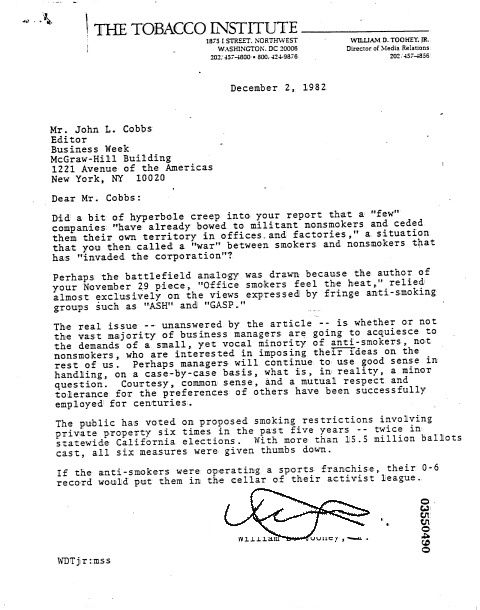 THE TOBACCO INSTITUTE
1875 I STREET, NORTHWEST
WASHINGTON, DC 20006
202/457-4800 • 800/424-9876
WILLIAM D. TOOHEY, JR.
Director of Media Relations
202/457-4856
December 2, 1982
Mr. John L. Cobbs
Editor
Business Week
McGraw-Hill Building
1221 Avenue of the Americas
New York, NY 10020
Dear Mr. Cobbs:
Did a bit of hyperbole creep into your report that a "few"
companies "have already bowed to militant nonsmokers and ceded
them their own territory in offices and factories," a situation
that you then called a "war" between smokers and nonsmokers that
has "invaded the corporation"?
Perhaps the battlefield analogy was drawn because the author of
your November 29 piece, "Office smokers feel the heat," relied
almost exclusively on the views expressed by fringe anti-smoking
groups such as "ASH" and "GASP."
The real issue -- unanswered by the article -- is whether or not
the vast majority of business managers are going to acquiesce to
the demands of a small, yet vocal minority of anti-smokers, not
nonsmokers, who are interested in imposing their ideas on the
rest of us. Perhaps managers will continue to use good sense in
handling, on a case-by-case basis, what is, in reality, a minor
question. Courtesy, common sense, and a mutual respect and
tolerance for the preferences of others have been successfully
employed for centuries.
The public has voted on proposed smoking restrictions involving
private property six times in the past five years -- twice in
statewide California elections. With more than 15.5 million ballots
cast, all six measures were given thumbs down.
If the anti-smokers were operating a sports franchise, their 0-6
record would put them in the cellar of their activist league.
William
WDTjr:mss
03550490